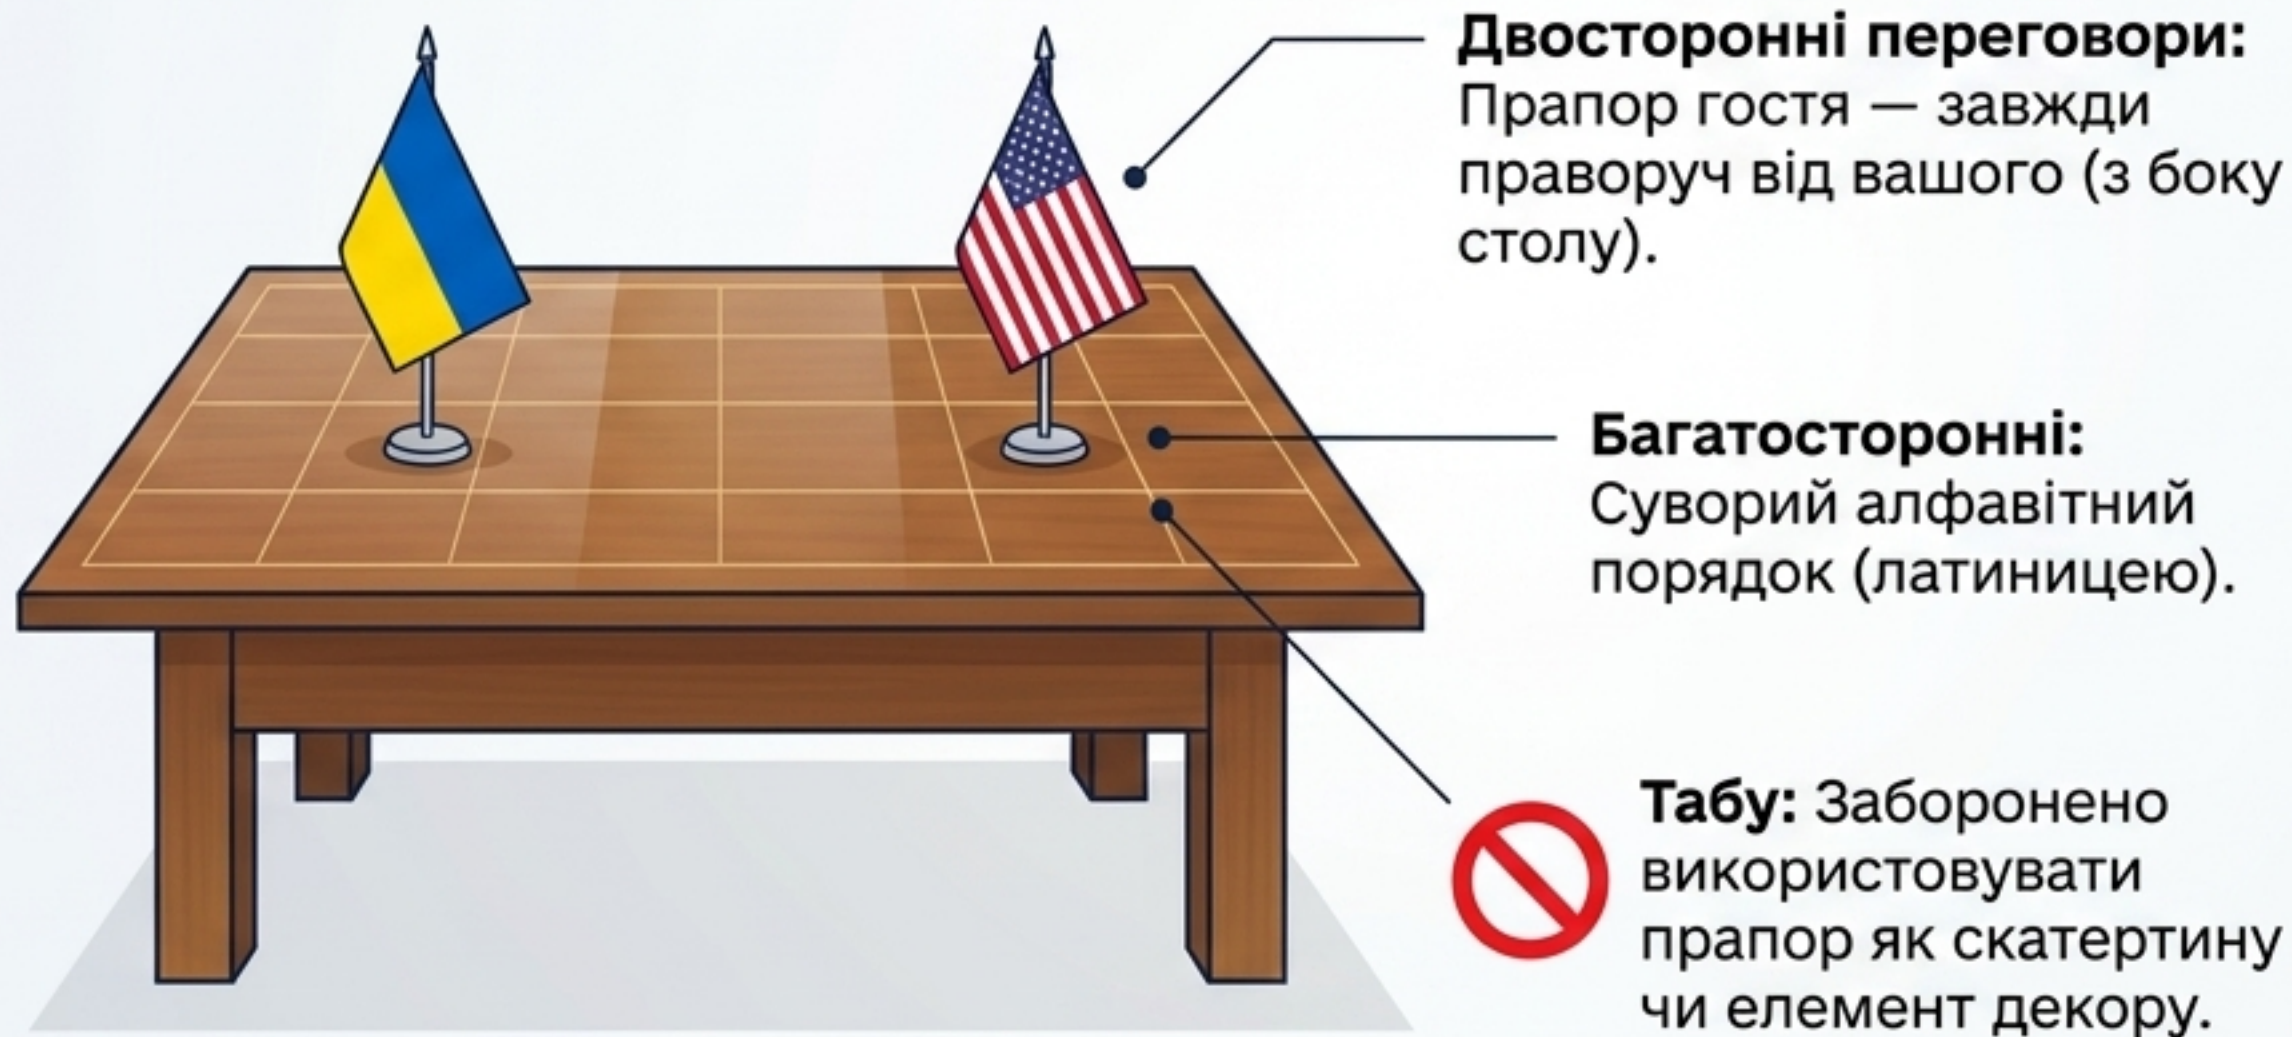 Двосторонні переговори:
Прапор гостя — завжди
праворуч від вашого (з боку
столу).
Багатосторонні:
Суворий алфавітний
порядок (латиницею).
Табу: Заборонено
використовувати
прапор як скатертину
чи елемент декору.